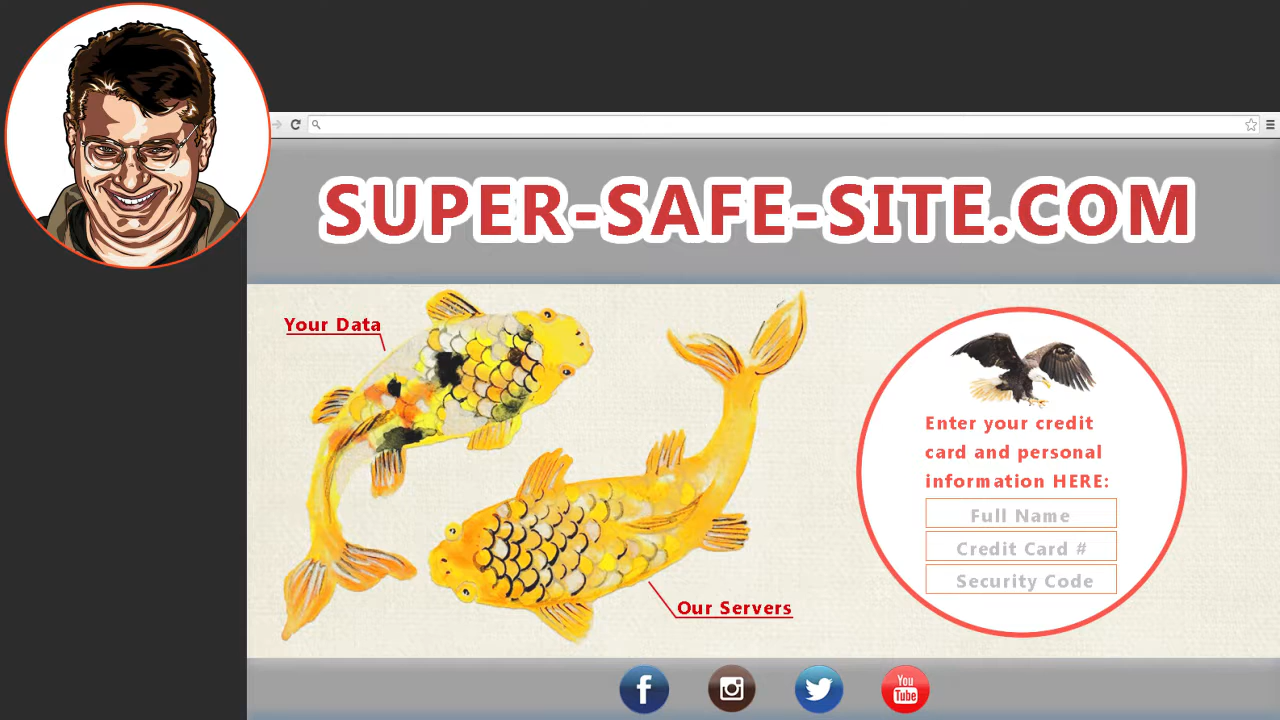 SUPER-SAFE-SITE.COM
Your Data
Enter your credit
card and personal
information HERE:
Full Name
Credit Card #
Security Code
Our Servers
f
You
Tube